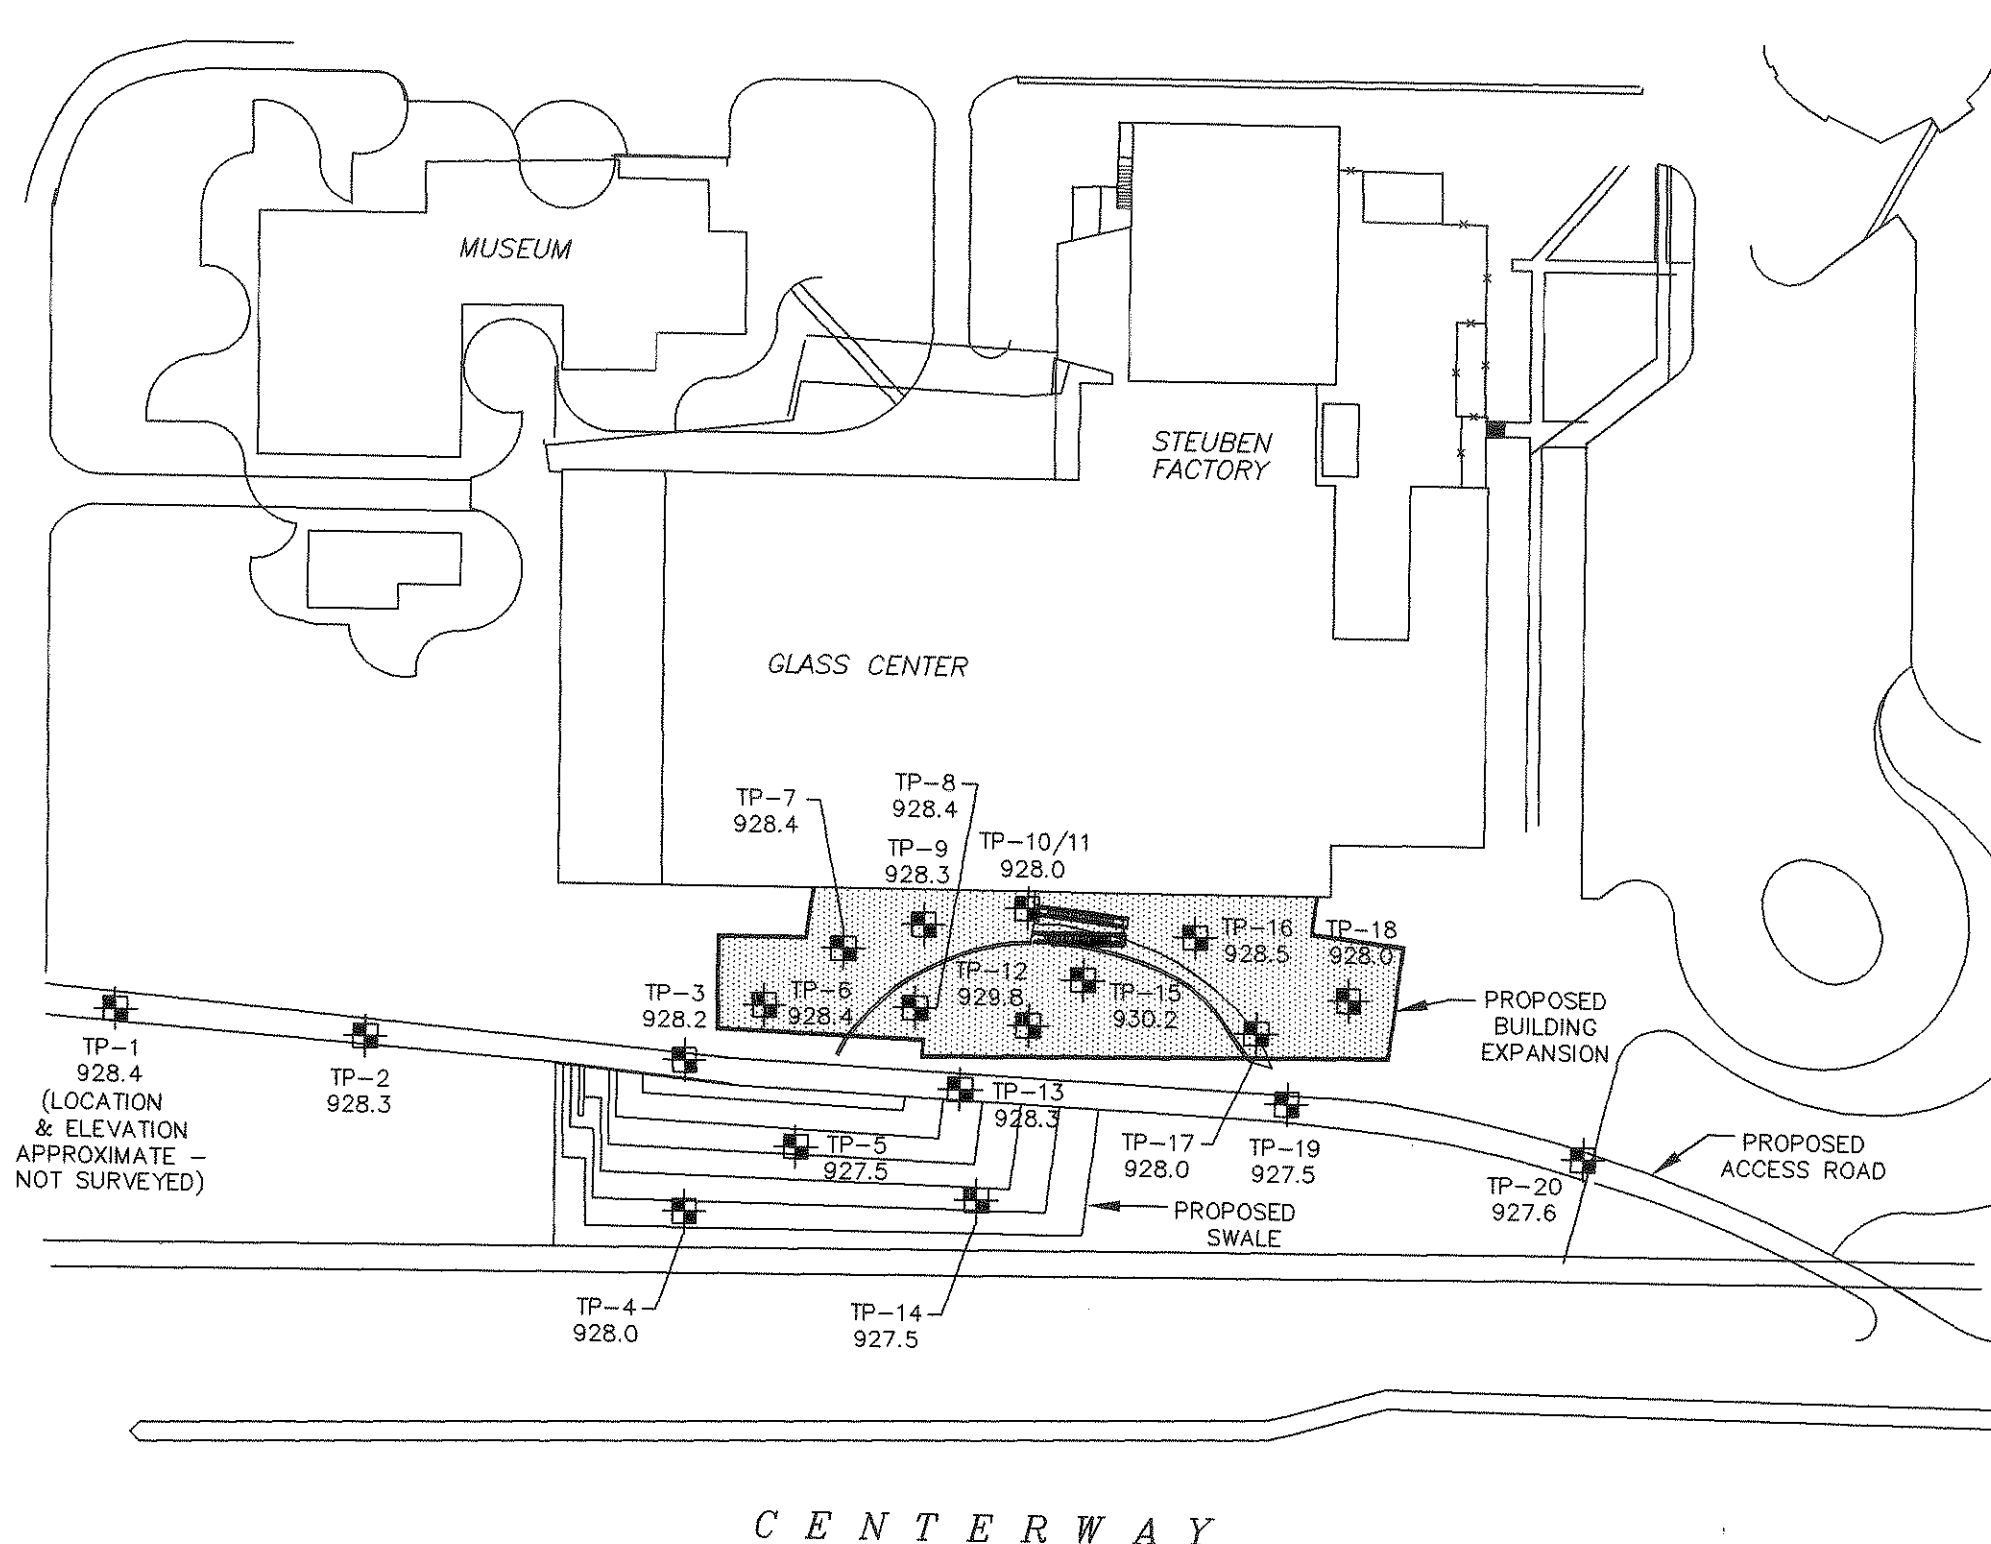 MUSEUM
STEUBEN
FACTORY
GLASS CENTER
TP-7
928.4
TP-8
928.4
TP-9
928.3
TP-10/11
928.0
TP-16
928.5
TP-18
928.0
TP-3
928.2
TP-6
928.4
TP-12
929.8
TP-15
930.2
PROPOSED
BUILDING
EXPANSION
TP-1
928.4
(LOCATION
& ELEVATION
APPROXIMATE -
NOT SURVEYED)
TP-2
928.3
TP-13
928.3
TP-5
927.5
TP-17
928.0
TP-19
927.5
PROPOSED
ACCESS ROAD
TP-20
927.6
PROPOSED
SWALE
TP-4
928.0
TP-14
927.5
CENTERWAY